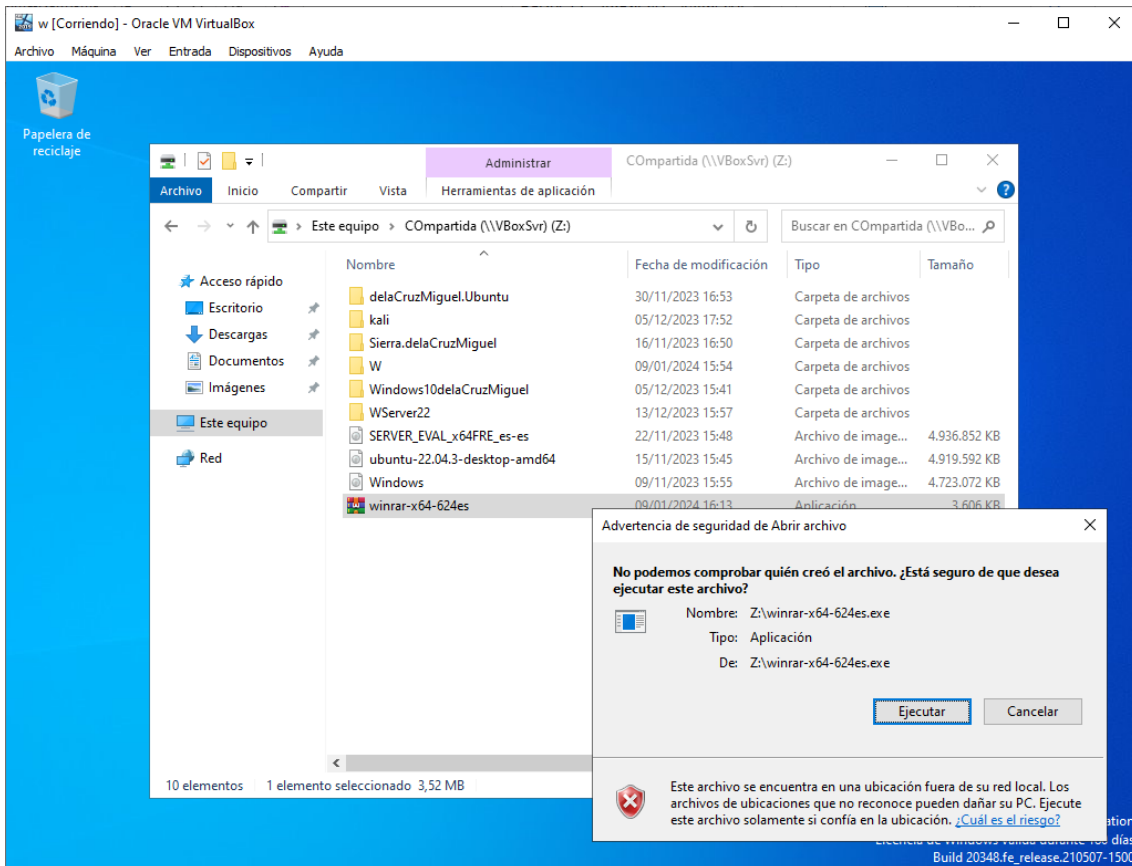 w [Corriendo] - Oracle VM VirtualBox
Archivo Máquina Ver Entrada Dispositivos Ayuda
Papelera de
reciclaje
Administrar COmpartida (\\VBoxSvr) (Z:)
Archivo Inicio Compartir Vista Herramientas de aplicación
Este equipo > COmpartida (\\VBoxSvr) (Z:) Buscar en COmpartida (\\VBo...
Nombre Fecha de modificación Tipo Tamaño
Acceso rápido
Escritorio
Descargas
Documentos
Imágenes
Este equipo
Red
delaCruzMiguel.Ubuntu 30/11/2023 16:53 Carpeta de archivos
kali 05/12/2023 17:52 Carpeta de archivos
Sierra.delaCruzMiguel 16/11/2023 16:50 Carpeta de archivos
W 09/01/2024 15:54 Carpeta de archivos
Windows10delaCruzMiguel 05/12/2023 15:41 Carpeta de archivos
WServer22 13/12/2023 15:57 Carpeta de archivos
SERVER_EVAL_x64FRE_es-es 22/11/2023 15:48 Archivo de image... 4.936.852 KB
ubuntu-22.04.3-desktop-amd64 15/11/2023 15:45 Archivo de image... 4.919.592 KB
Windows 09/11/2023 15:55 Archivo de image... 4.723.072 KB
winrar-x64-624es 09/01/2024 16:13 Aplicación 3.606 KB
Advertencia de seguridad de Abrir archivo
No podemos comprobar quién creó el archivo. ¿Está seguro de que desea
ejecutar este archivo?
Nombre: Z:\winrar-x64-624es.exe
Tipo: Aplicación
De: Z:\winrar-x64-624es.exe
Ejecutar Cancelar
Este archivo se encuentra en una ubicación fuera de su red local. Los
archivos de ubicaciones que no reconoce pueden dañar su PC. Ejecute
este archivo solamente si confía en la ubicación. ¿Cuál es el riesgo?
10 elementos 1 elemento seleccionado 3,52 MB
Build 20348.fe_release.210507-1500